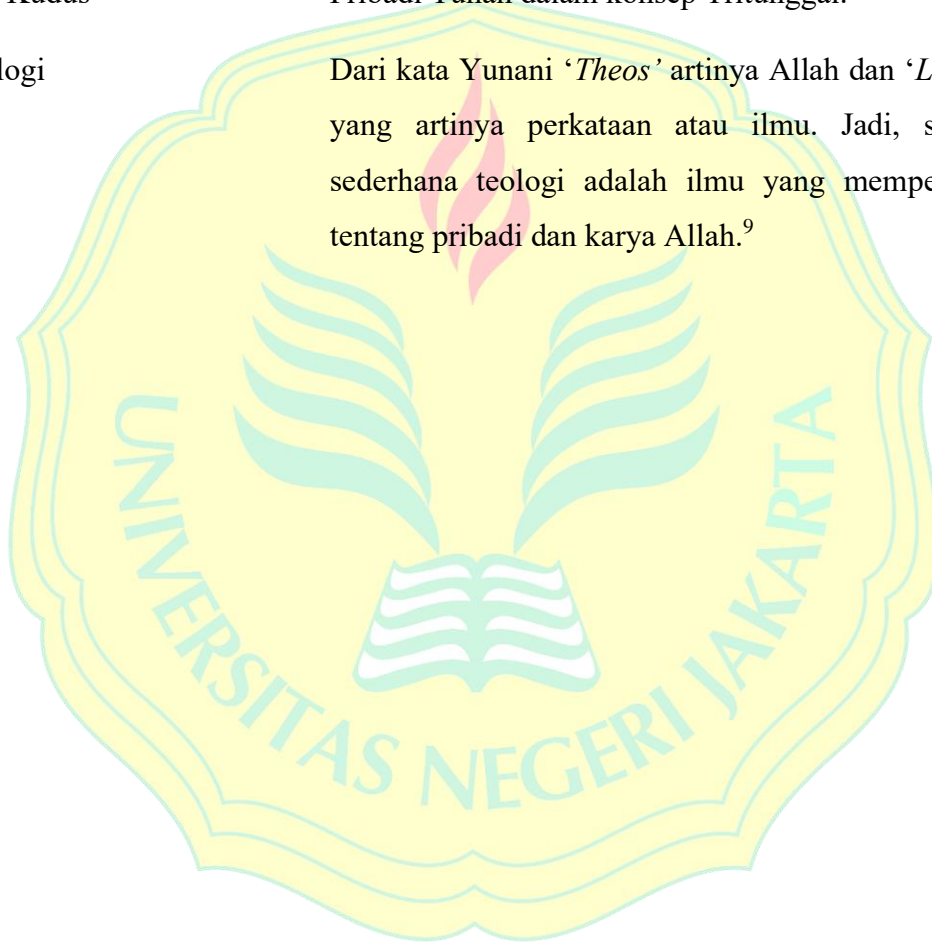 Kudus Pribadi Tuhan dalam konsep Tritunggal.
logi Dari kata Yunani ‘Theos’ artinya Allah dan ‘L
yang artinya perkataan atau ilmu. Jadi, s
sederhana teologi adalah ilmu yang mempe
tentang pribadi dan karya Allah.9
UNIVERSITAS NEGERI JAKARTA